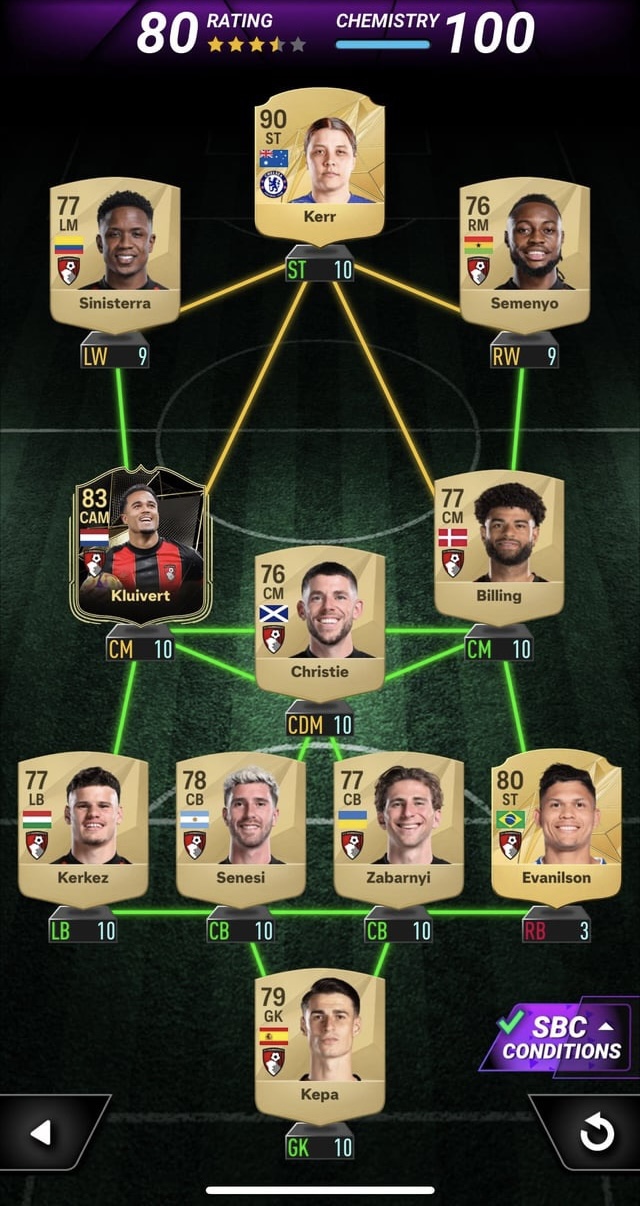 80 RATING CHEMISTRY 100
90
ST
Kerr
ST 10
77
LM
Sinisterra
LW 9
76
RM
Semenyo
RW 9
83
CAM
Kluivert
CM 10
77
CM
Billing
CM 10
76
CM
Christie
CDM 10
77
LB
Kerkez
LB 10
78
CB
Senesi
CB 10
77
CB
Zabarnyi
CB 10
80
ST
Evanilson
RB 3
79
GK
Kepa
GK 10
SBC
CONDITIONS